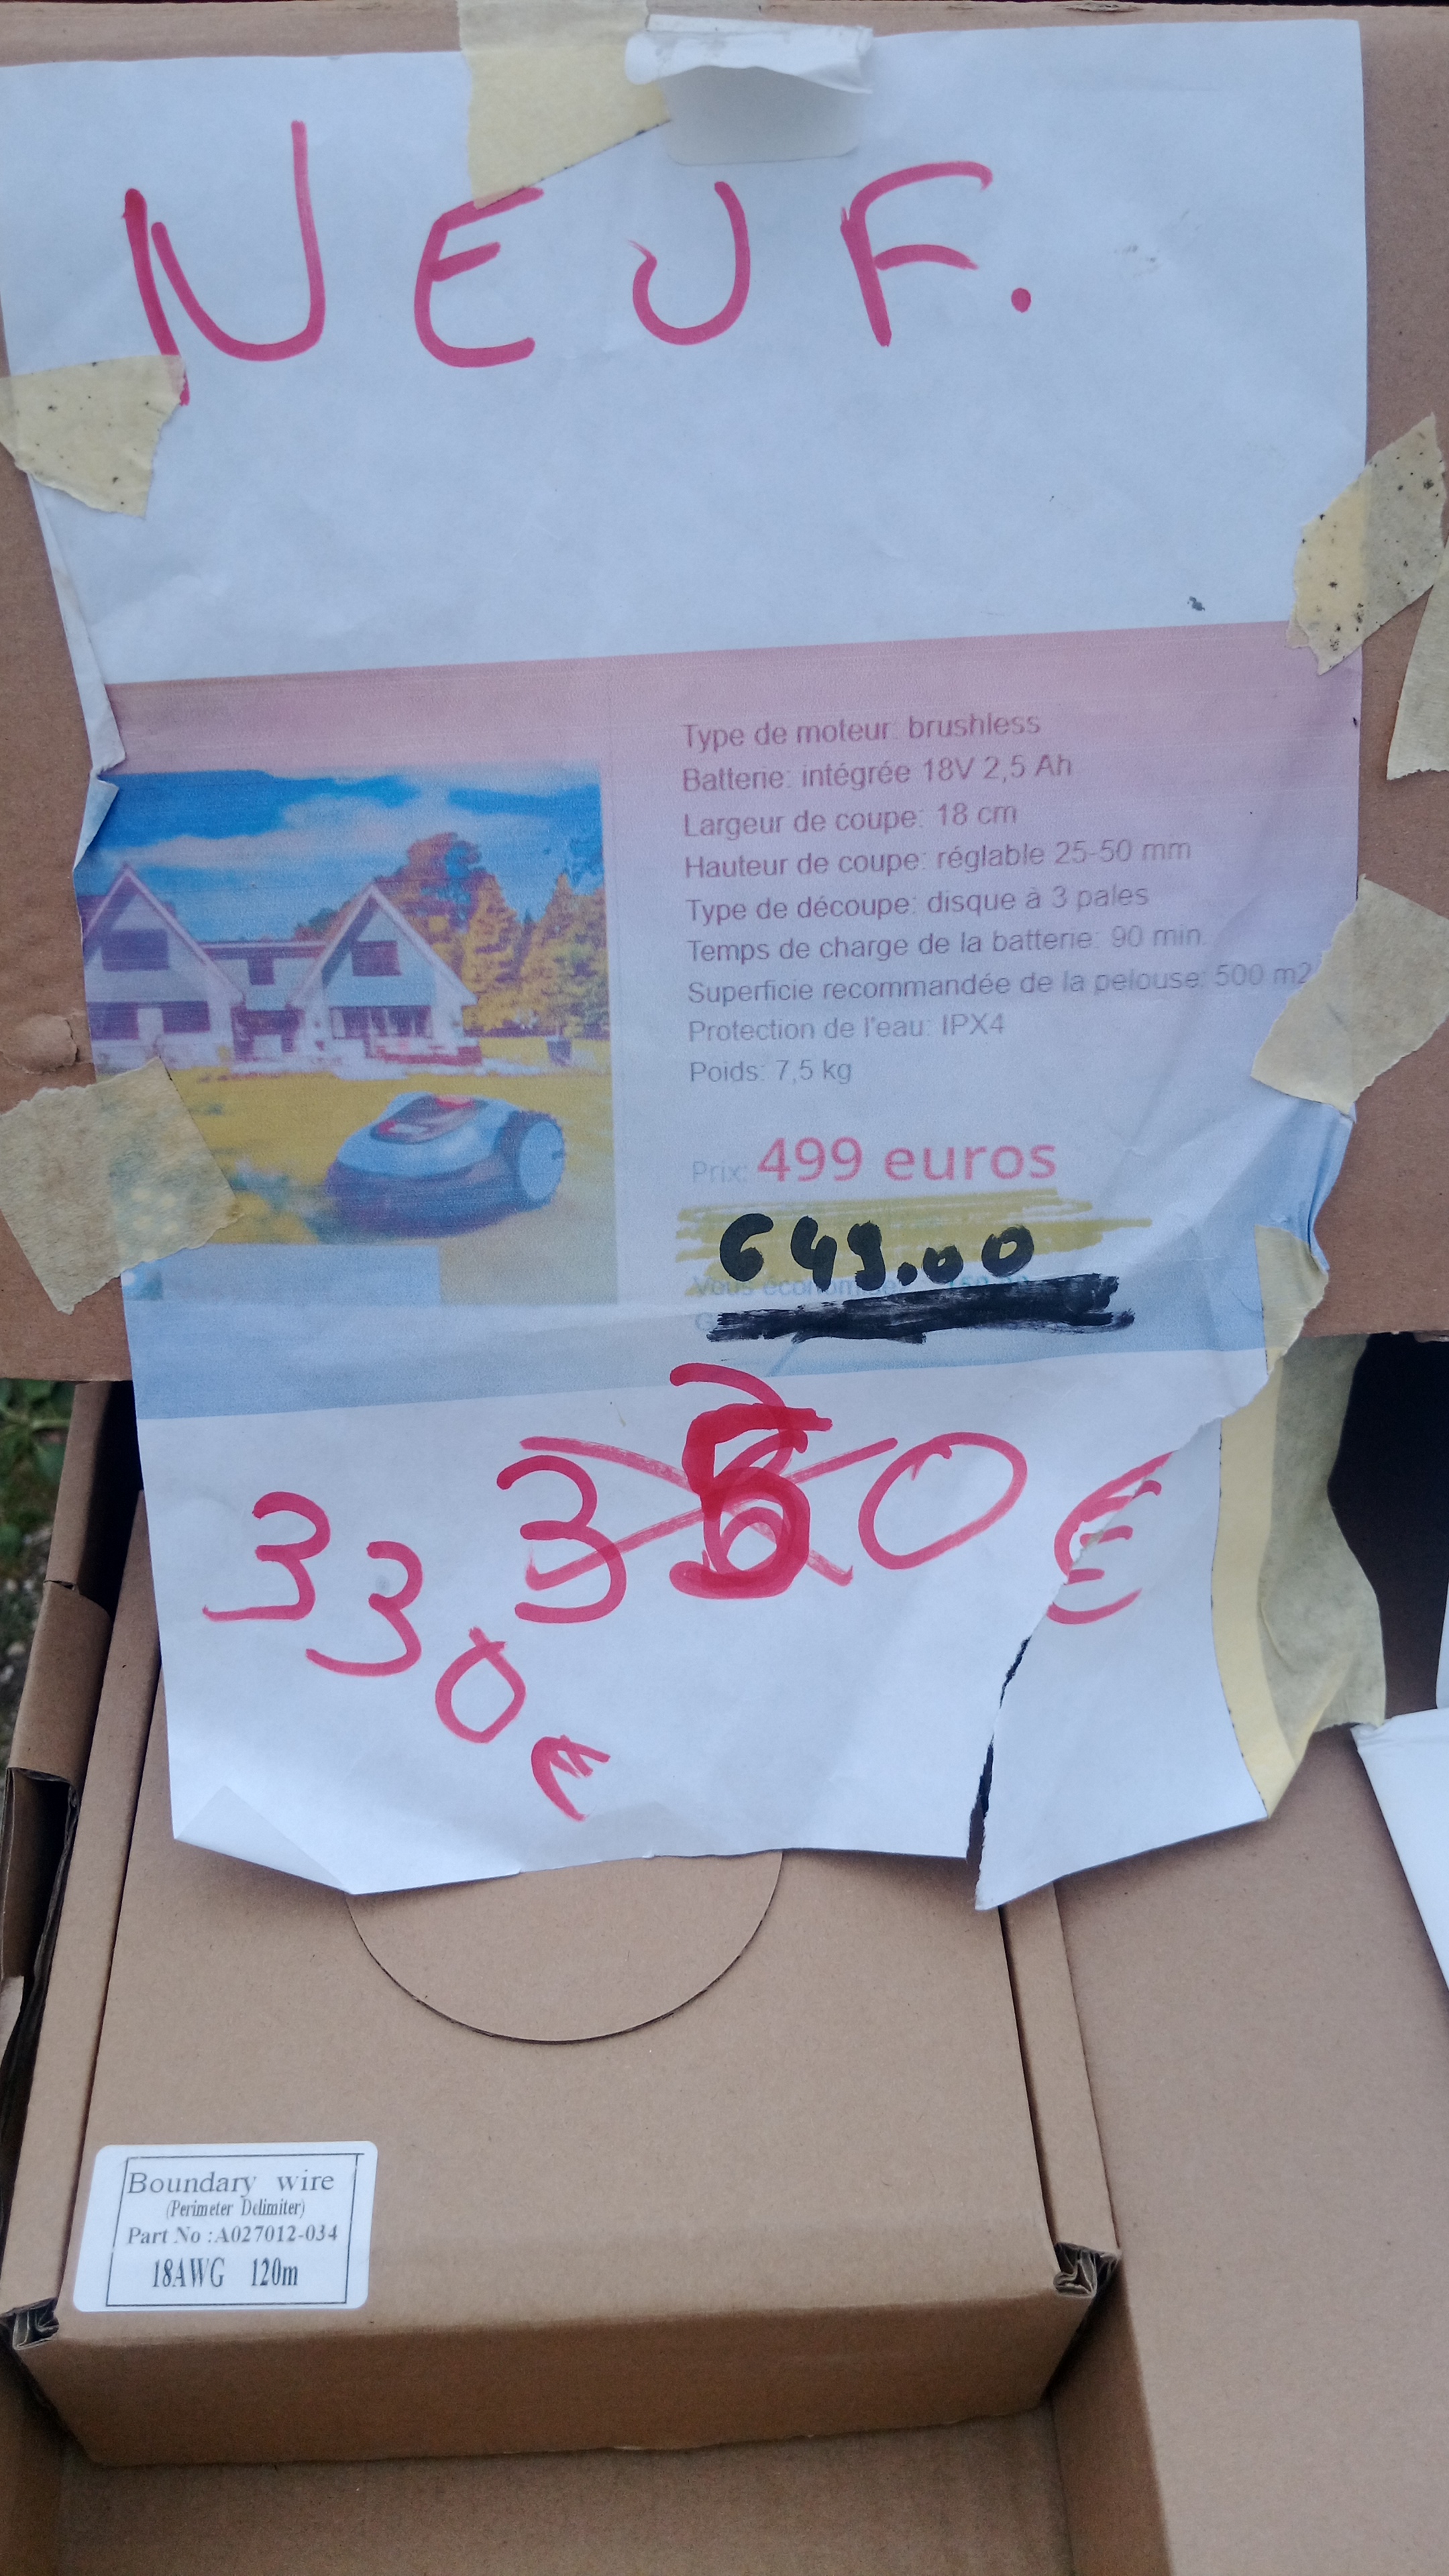 NEUF.
Type de moteur: brushless
Batterie: intégrée 18V 2,5 Ah
Largeur de coupe: 18 cm
Hauteur de coupe: réglable 25-50 mm
Type de découpe: disque à 3 pales
Temps de charge de la batterie: 90 min.
Superficie recommandée de la pelouse: 500 m2
Protection de l'eau: IPX4
Poids: 7,5 kg
Prix: 499 euros
649.00
Vous
350 €
330 €
Boundary wire
(Perimeter Delimiter)
Part No :A027012-034
18AWG 120m